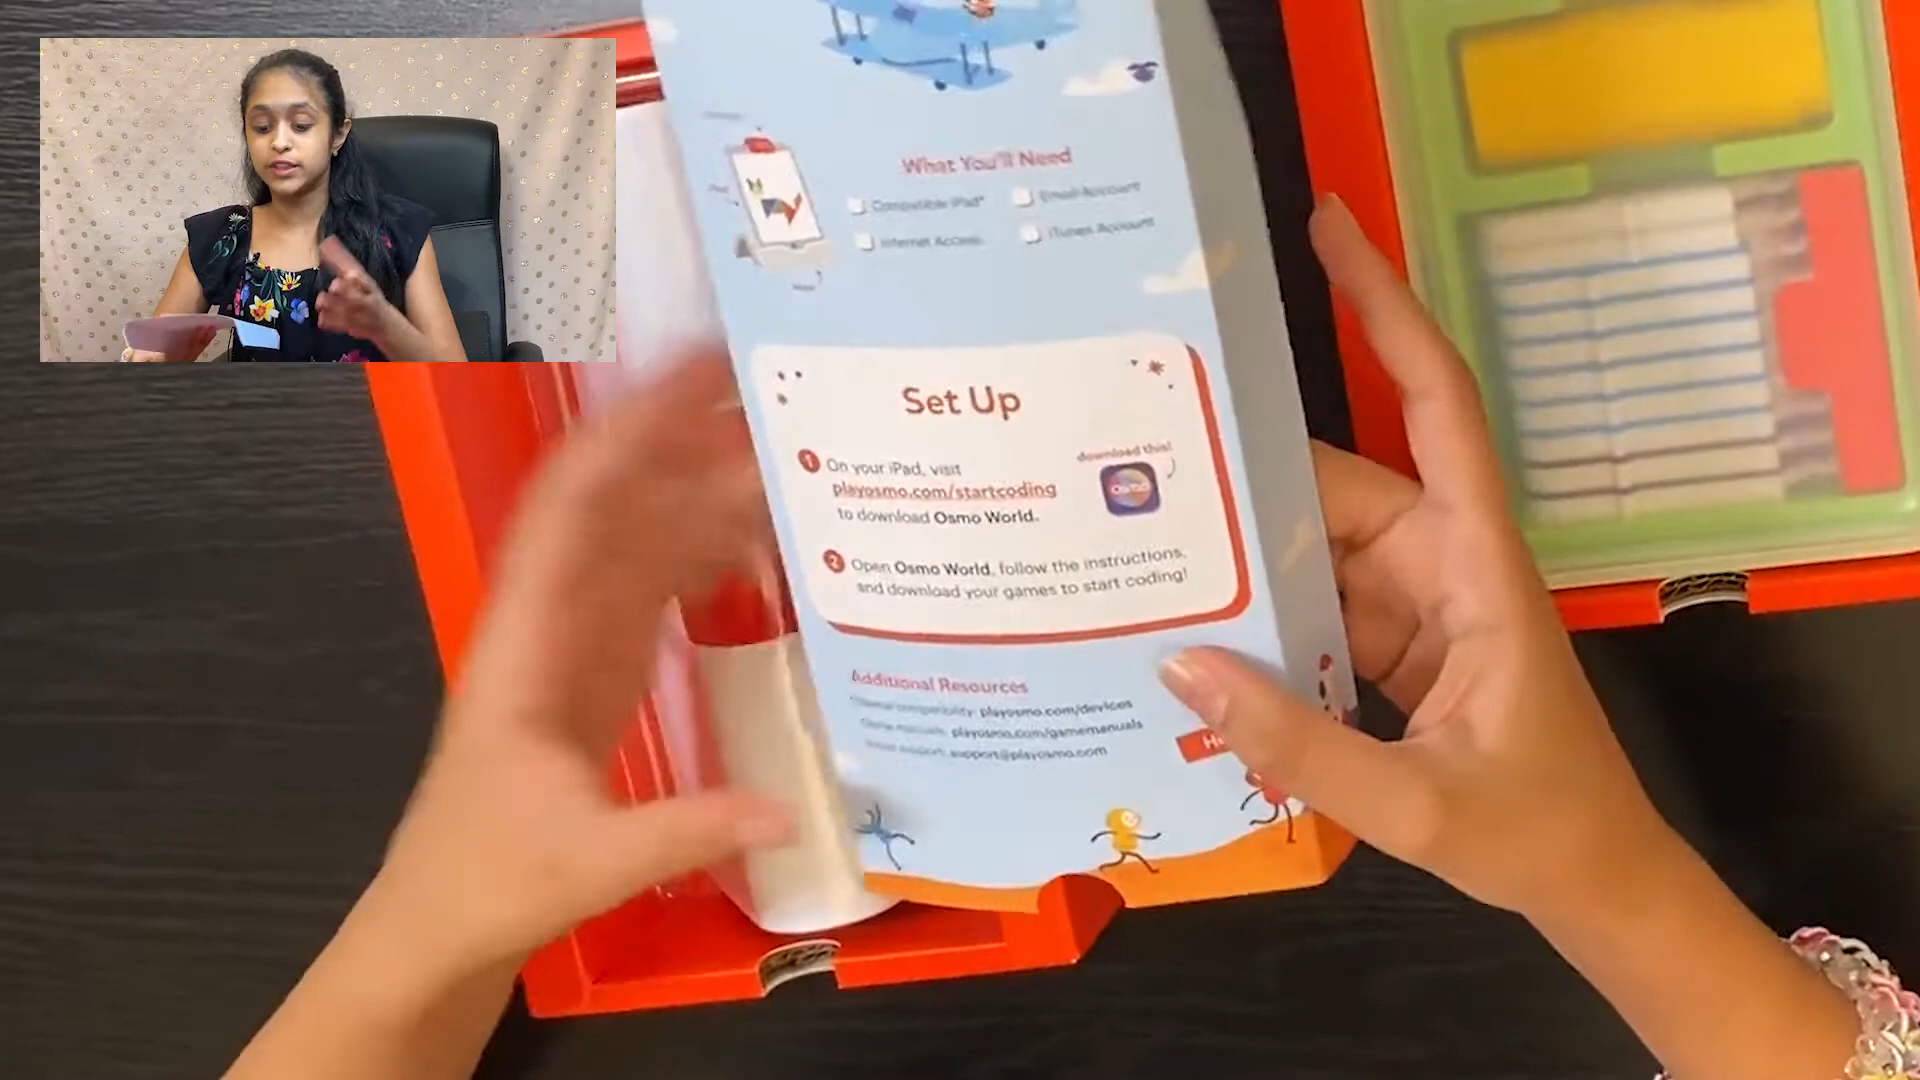 What You'll Need
Compatible iPad*
Email Account
Internet Access
iTunes Account
Set Up
1 On your iPad, visit
playosmo.com/startcoding
to download Osmo World.
download this!
Osmo
2 Open Osmo World, follow the instructions,
and download your games to start coding!
Additional Resources
playosmo.com/devices
playosmo.com/gamemanuals
support@playosmo.com